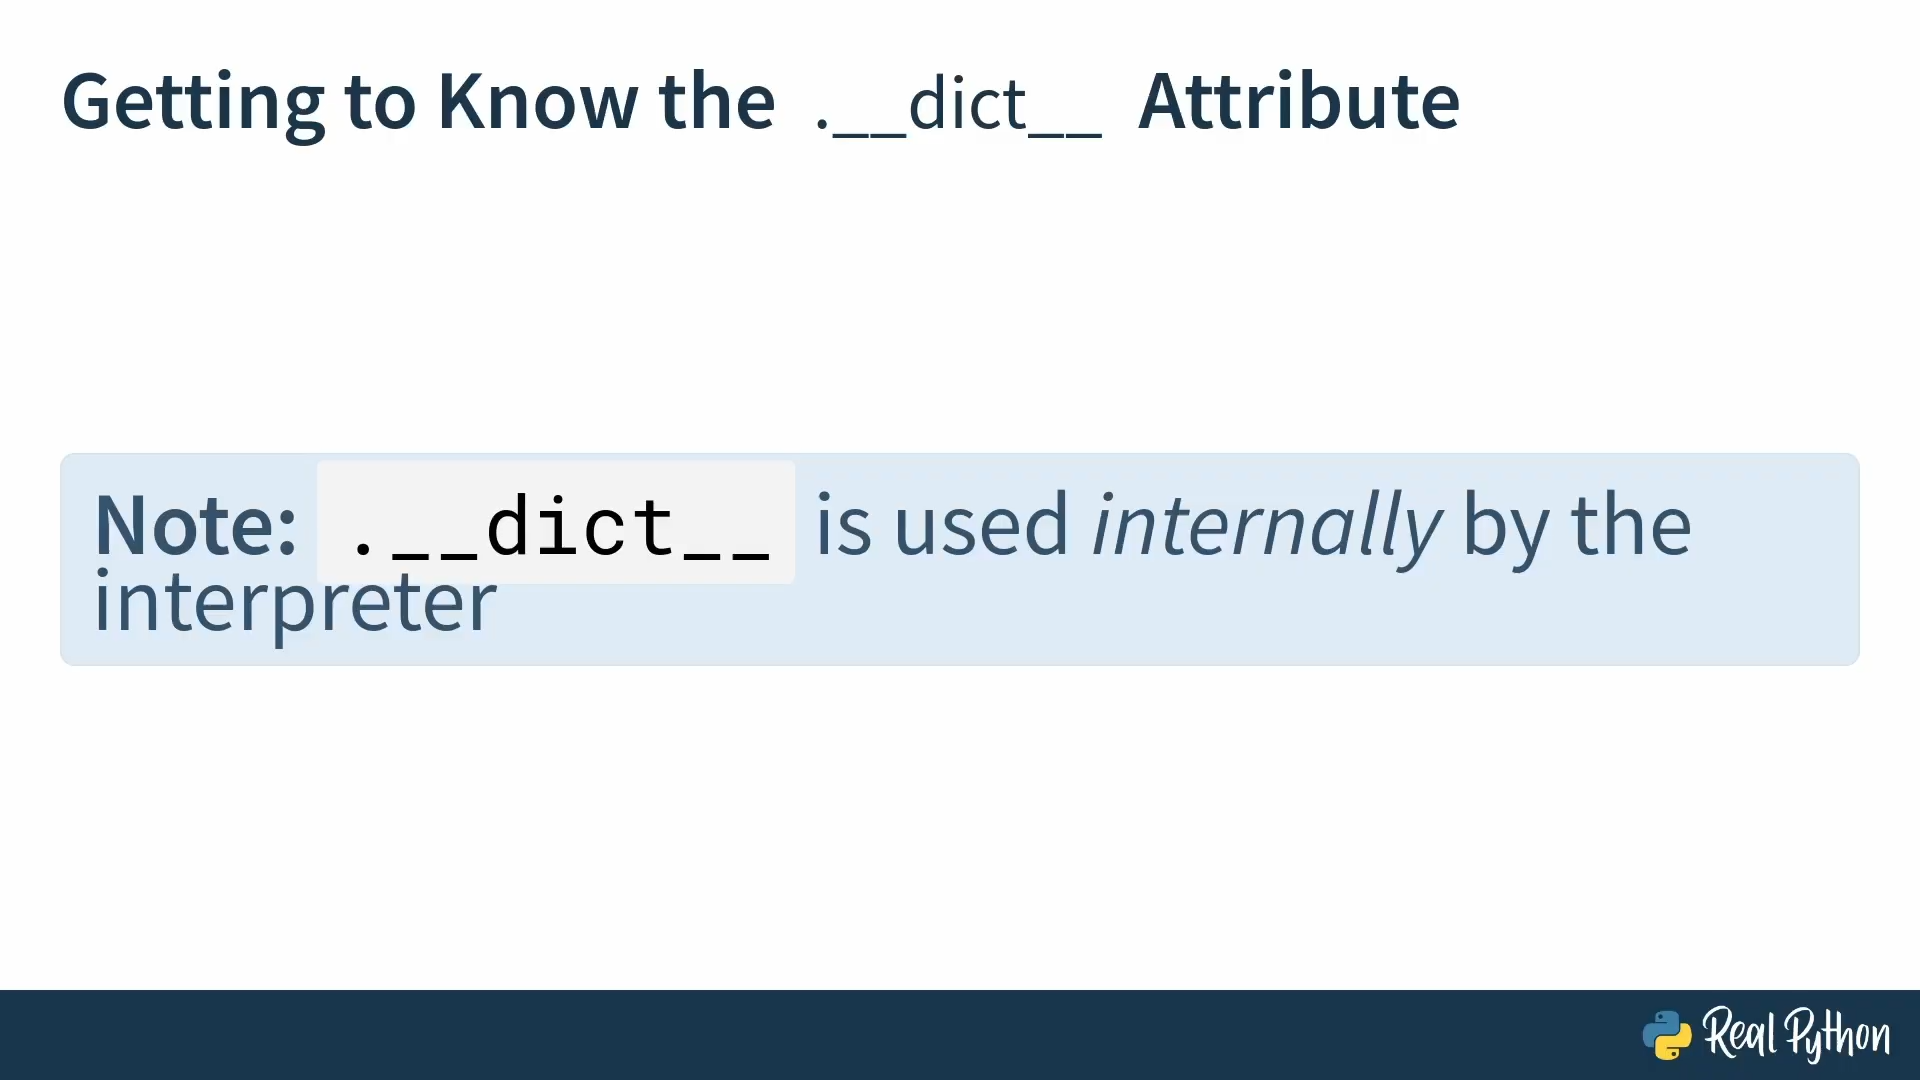 Getting to Know the .__dict__ Attribute
Note: .__dict__ is used internally by the
interpreter
Real Python